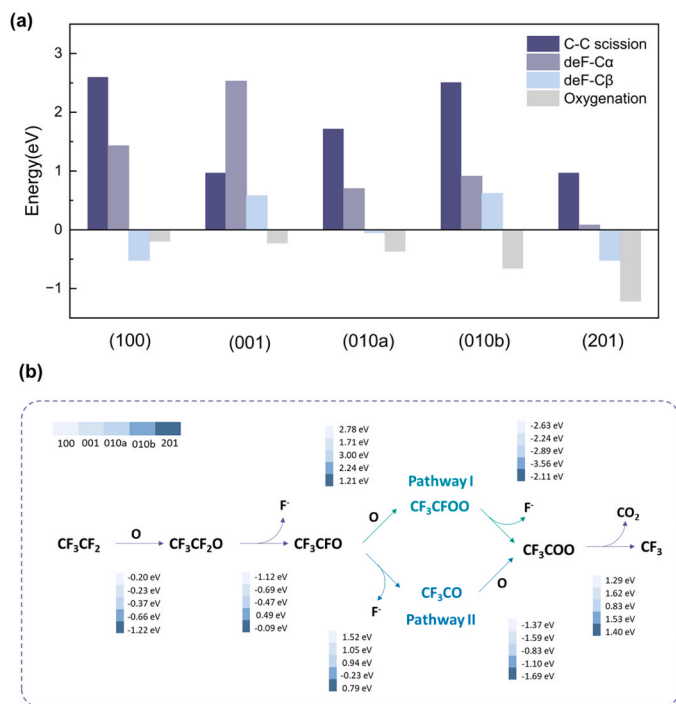 (a)
Energy(eV)
3
2
1
0
−1
C-C scission
deF-Cα
deF-Cβ
Oxygenation
(100)
(001)
(010a)
(010b)
(201)
(b)
100 001 010a 010b 201
2.78 eV
1.71 eV
3.00 eV
2.24 eV
1.21 eV
-2.63 eV
-2.24 eV
-2.89 eV
-3.56 eV
-2.11 eV
Pathway I
CF₃CFOO
F⁻
O
F⁻
CO₂
CF₃CF₂
O
CF₃CF₂O
CF₃CFO
CF₃COO
CF₃
F⁻
CF₃CO
O
Pathway II
-0.20 eV
-0.23 eV
-0.37 eV
-0.66 eV
-1.22 eV
-1.12 eV
-0.69 eV
-0.47 eV
0.49 eV
-0.09 eV
1.52 eV
1.05 eV
0.94 eV
-0.23 eV
0.79 eV
-1.37 eV
-1.59 eV
-0.83 eV
-1.10 eV
-1.69 eV
1.29 eV
1.62 eV
0.83 eV
1.53 eV
1.40 eV